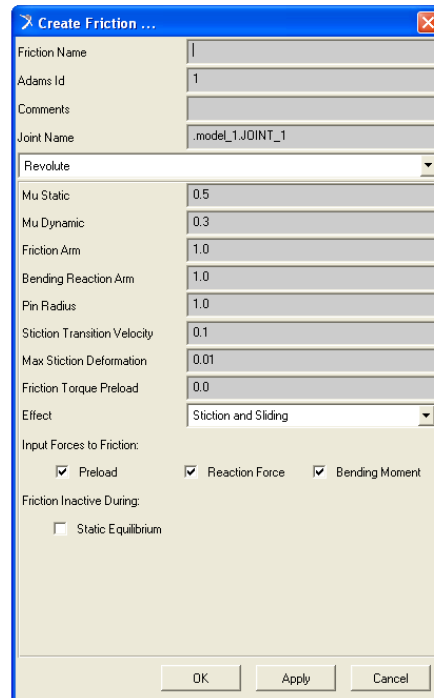 Create Friction ...
Friction Name
Adams Id 1
Comments
Joint Name .model_1.JOINT_1
Revolute
Mu Static 0.5
Mu Dynamic 0.3
Friction Arm 1.0
Bending Reaction Arm 1.0
Pin Radius 1.0
Stiction Transition Velocity 0.1
Max Stiction Deformation 0.01
Friction Torque Preload 0.0
Effect Stiction and Sliding
Input Forces to Friction:
Preload Reaction Force Bending Moment
Friction Inactive During:
Static Equilibrium
OK Apply Cancel